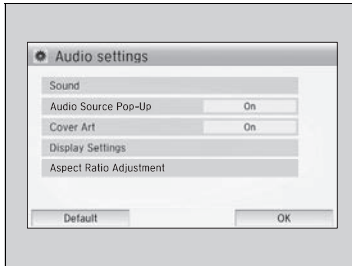 Audio settings
Sound
Audio Source Pop-Up On
Cover Art On
Display Settings
Aspect Ratio Adjustment
Default OK